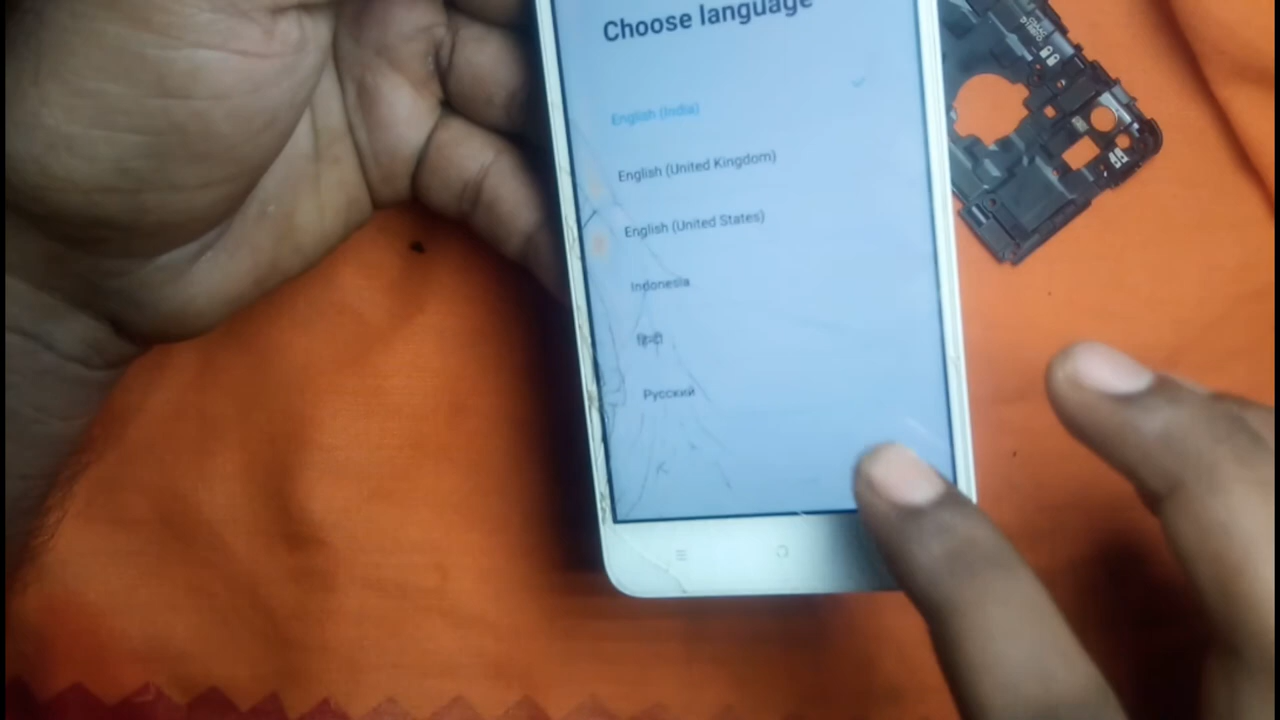 Choose language
English (India)
English (United Kingdom)
English (United States)
Indonesia
हिन्दी
Русский